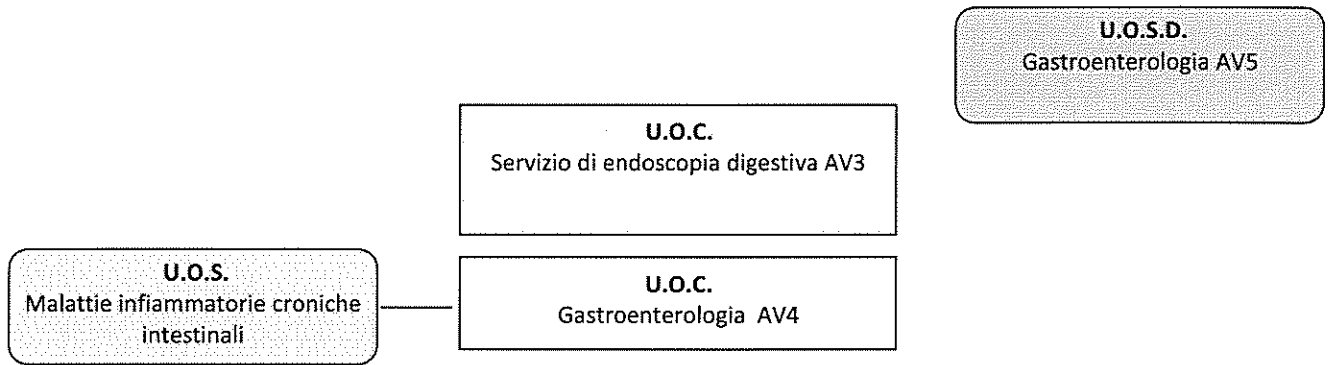 U.O.S.D.
Gastroenterologia AV5
U.O.C.
Servizio di endoscopia digestiva AV3
U.O.S.
Malattie infiammatorie croniche
intestinali
U.O.C.
Gastroenterologia AV4